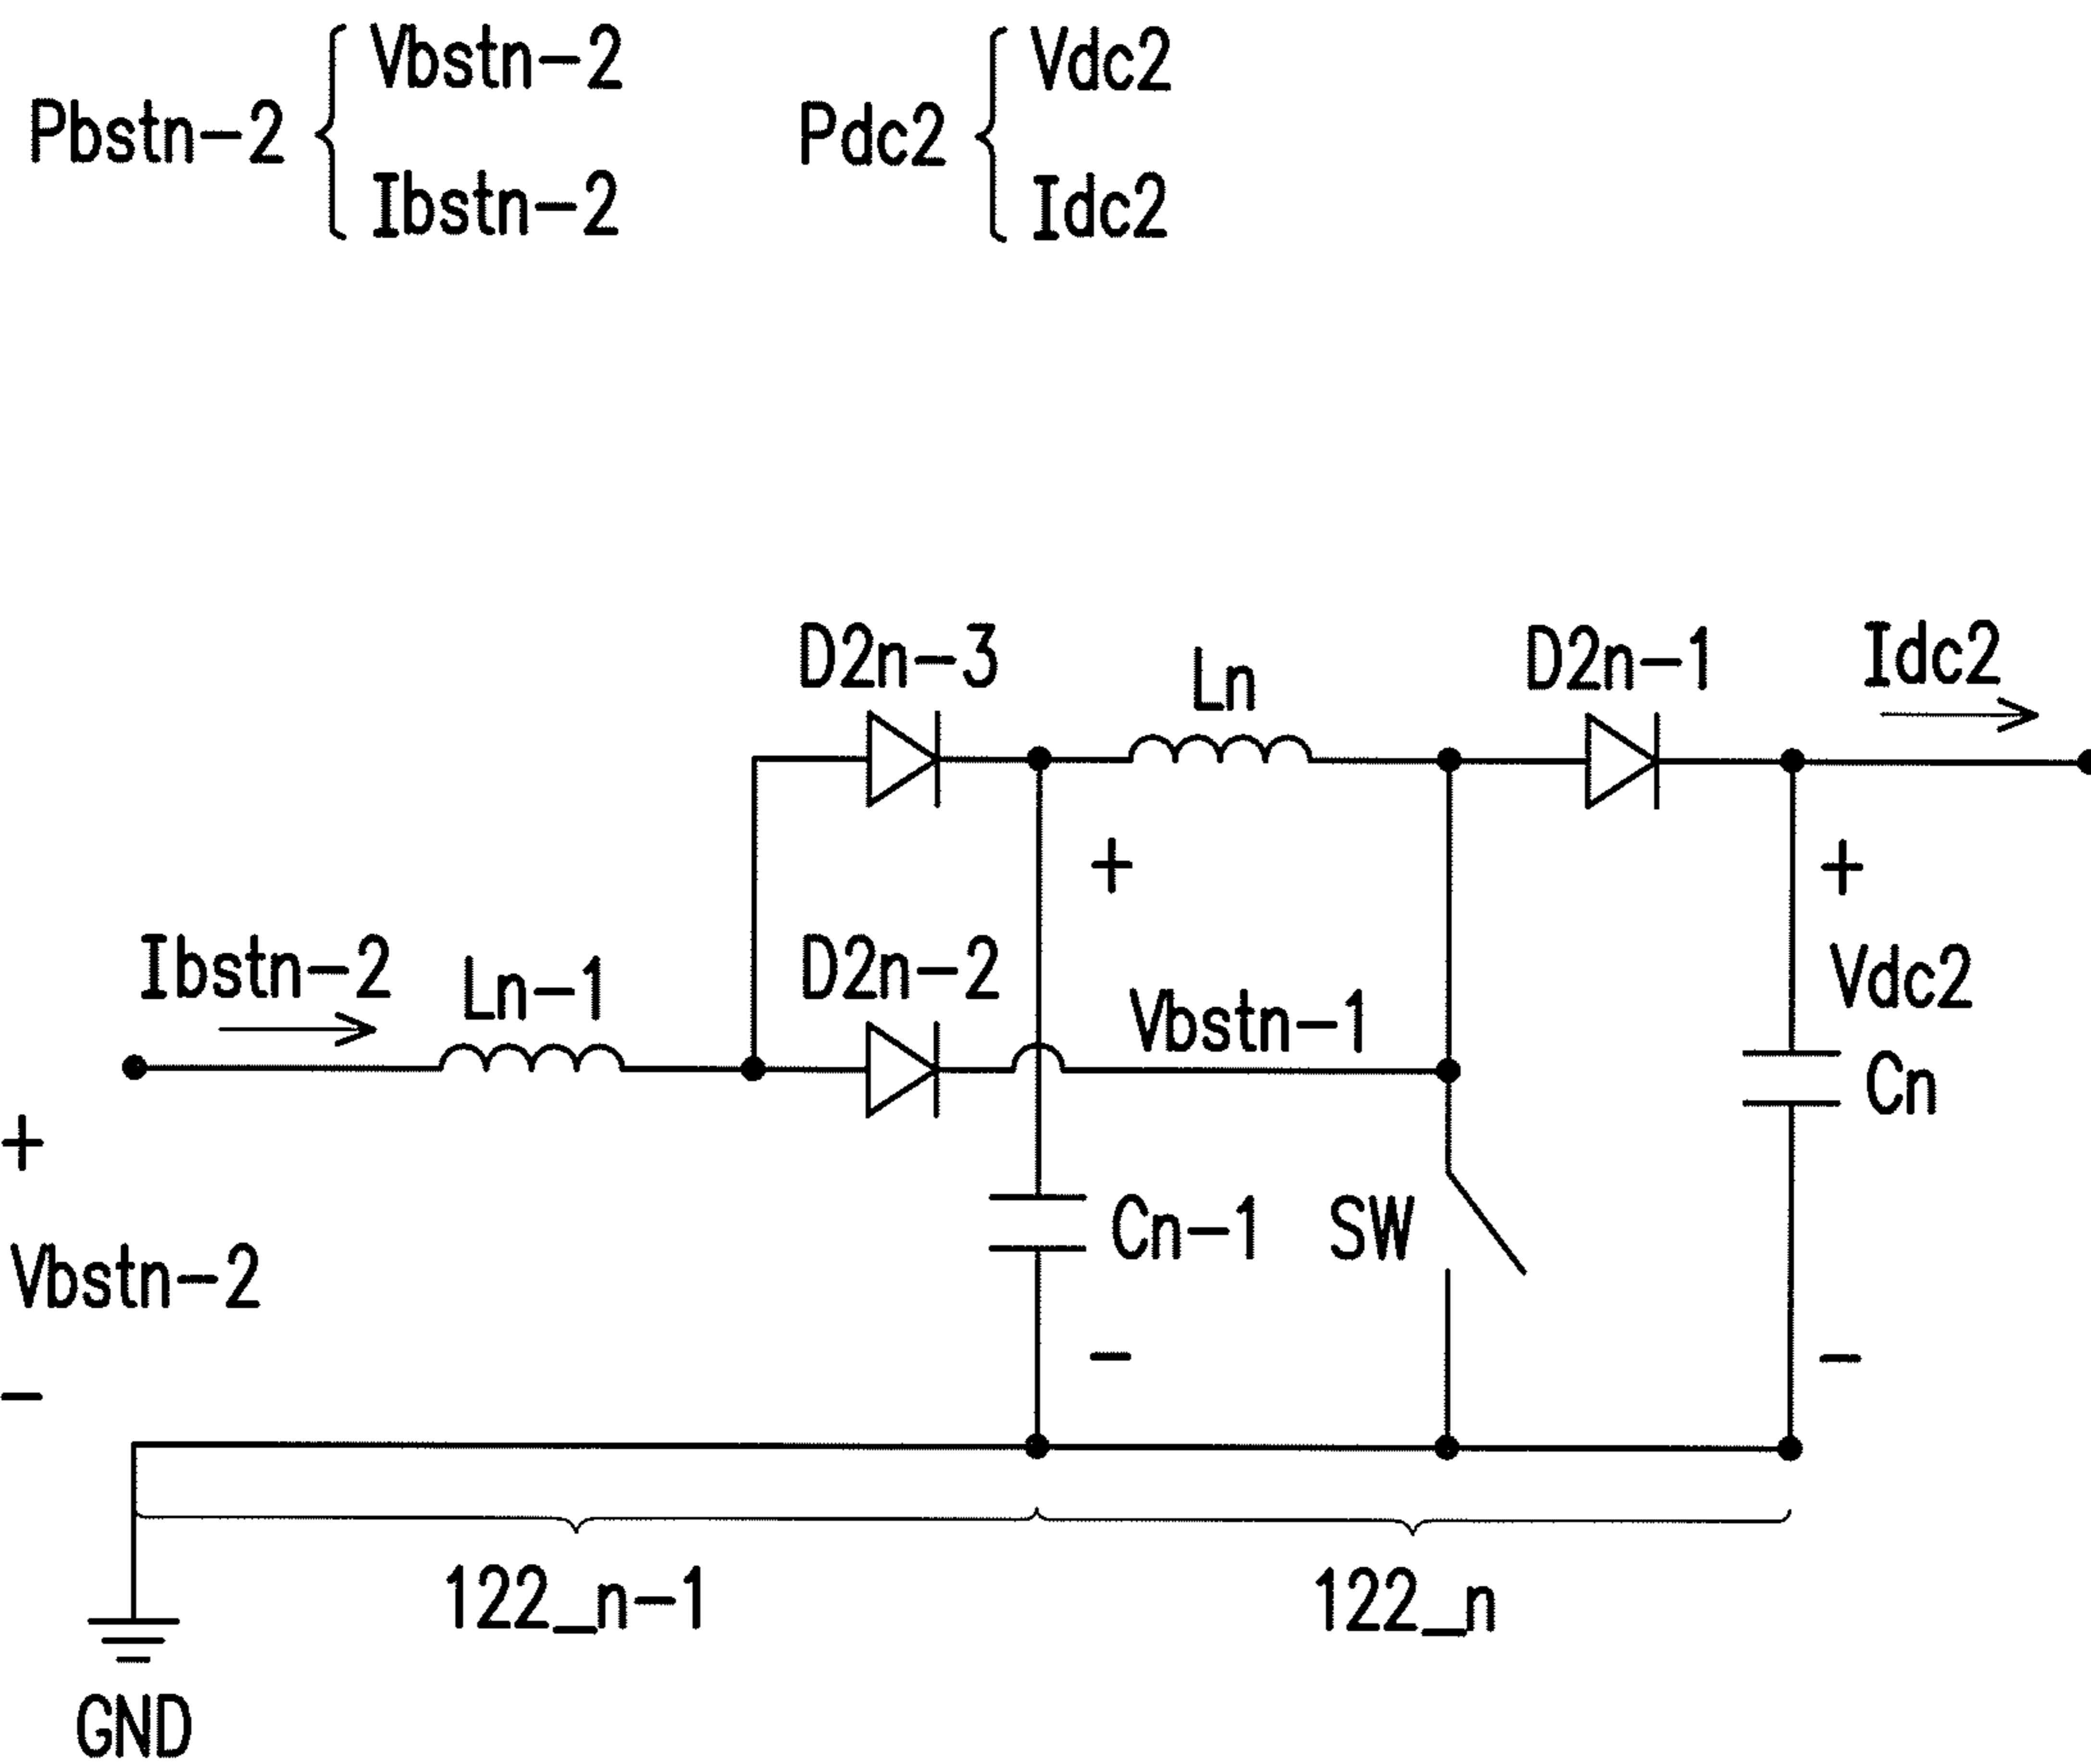 Vbstn-2
Pbstn-2
Ibstn-2
Vdc2
Pdc2
Idc2
D2n-3
Ln
D2n-1
Idc2
+
+
Ibstn-2
Ln-1
D2n-2
Vbstn-1
Vdc2
Cn
+
Cn-1
SW
Vbstn-2
-
-
-
122_n-1
122_n
GND